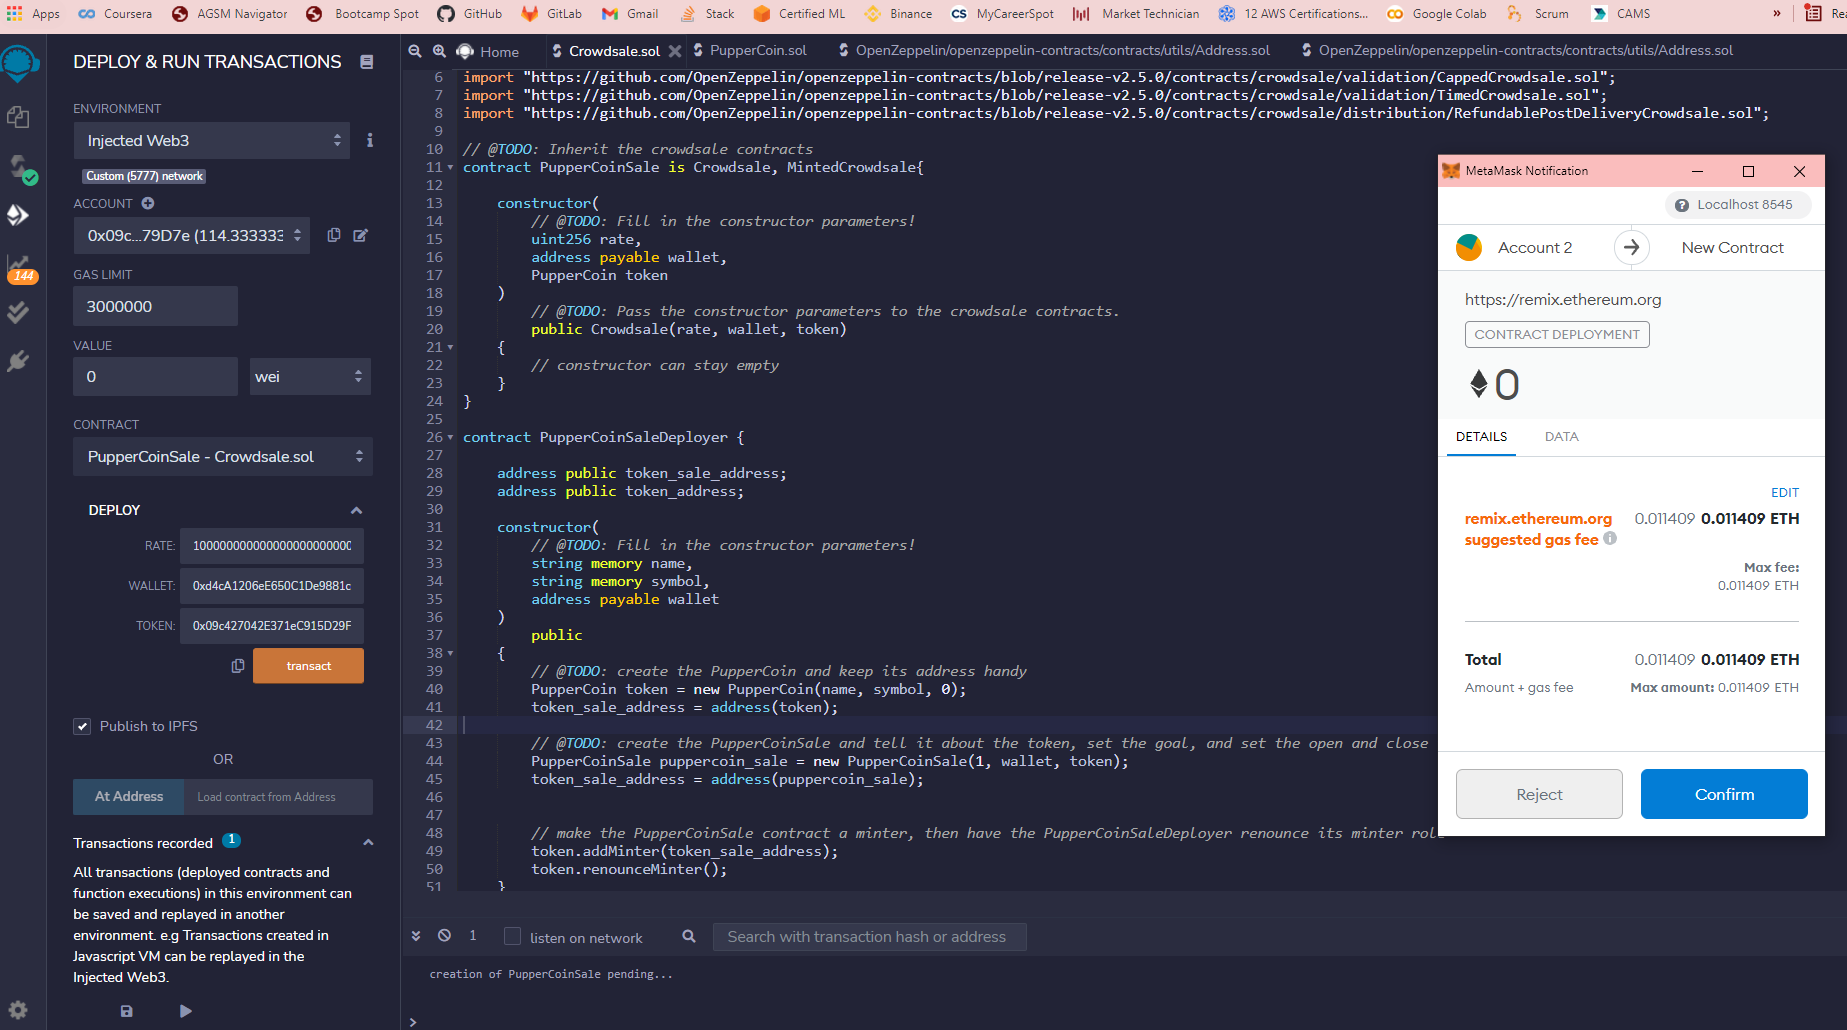 Apps
Coursera
AGSM Navigator
Bootcamp Spot
GitHub
GitLab
Gmail
Stack
Certified ML
Binance
CS MyCareerSpot
Market Technician
12 AWS Certifications...
Google Colab
Scrum
CAMS
»
DEPLOY & RUN TRANSACTIONS
ENVIRONMENT
Injected Web3
Custom (5777) network
ACCOUNT
0x09c...79D7e (114.333333
GAS LIMIT
3000000
VALUE
0
wei
CONTRACT
PupperCoinSale - Crowdsale.sol
DEPLOY
RATE:
WALLET: 0xd4cA1206eE650C1De9881c
TOKEN: 0x09c427042E371eC915D29F
transact
Publish to IPFS
OR
At Address
Load contract from Address
Transactions recorded 1
All transactions (deployed contracts and
function executions) in this environment can
be saved and replayed in another
environment. e.g Transactions created in
Javascript VM can be replayed in the
Injected Web3.
144
Home
Crowdsale.sol
PupperCoin.sol
OpenZeppelin/openzeppelin-contracts/contracts/utils/Address.sol
OpenZeppelin/openzeppelin-contracts/contracts/utils/Address.sol
6 import "https://github.com/OpenZeppelin/openzeppelin-contracts/blob/release-v2.5.0/contracts/crowdsale/validation/CappedCrowdsale.sol";
7 import "https://github.com/OpenZeppelin/openzeppelin-contracts/blob/release-v2.5.0/contracts/crowdsale/validation/TimedCrowdsale.sol";
8 import "https://github.com/OpenZeppelin/openzeppelin-contracts/blob/release-v2.5.0/contracts/crowdsale/distribution/RefundablePostDeliveryCrowdsale.sol";
9
10 // @TODO: Inherit the crowdsale contracts
11 contract PupperCoinSale is Crowdsale, MintedCrowdsale{
12
13 constructor(
14 // @TODO: Fill in the constructor parameters!
15 uint256 rate,
16 address payable wallet,
17 PupperCoin token
18 )
19 // @TODO: Pass the constructor parameters to the crowdsale contracts.
20 public Crowdsale(rate, wallet, token)
21 {
22 // constructor can stay empty
23 }
24 }
25
26 contract PupperCoinSaleDeployer {
27
28 address public token_sale_address;
29 address public token_address;
30
31 constructor(
32 // @TODO: Fill in the constructor parameters!
33 string memory name,
34 string memory symbol,
35 address payable wallet
36 )
37 public
38 {
39 // @TODO: create the PupperCoin and keep its address handy
40 PupperCoin token = new PupperCoin(name, symbol, 0);
41 token_sale_address = address(token);
42
43 // @TODO: create the PupperCoinSale and tell it about the token, set the goal, and set the open and close
44 PupperCoinSale puppercoin_sale = new PupperCoinSale(1, wallet, token);
45 token_sale_address = address(puppercoin_sale);
46
47
48 // make the PupperCoinSale contract a minter, then have the PupperCoinSaleDeployer renounce its minter role
49 token.addMinter(token_sale_address);
50 token.renounceMinter();
51 }
1
listen on network
Search with transaction hash or address
creation of PupperCoinSale pending...
>
MetaMask Notification
Localhost 8545
Account 2
New Contract
https://remix.ethereum.org
CONTRACT DEPLOYMENT
0
DETAILS
DATA
EDIT
remix.ethereum.org 0.011409 0.011409 ETH
suggested gas fee
Max fee:
0.011409 ETH
Total 0.011409 0.011409 ETH
Amount + gas fee Max amount: 0.011409 ETH
Reject
Confirm